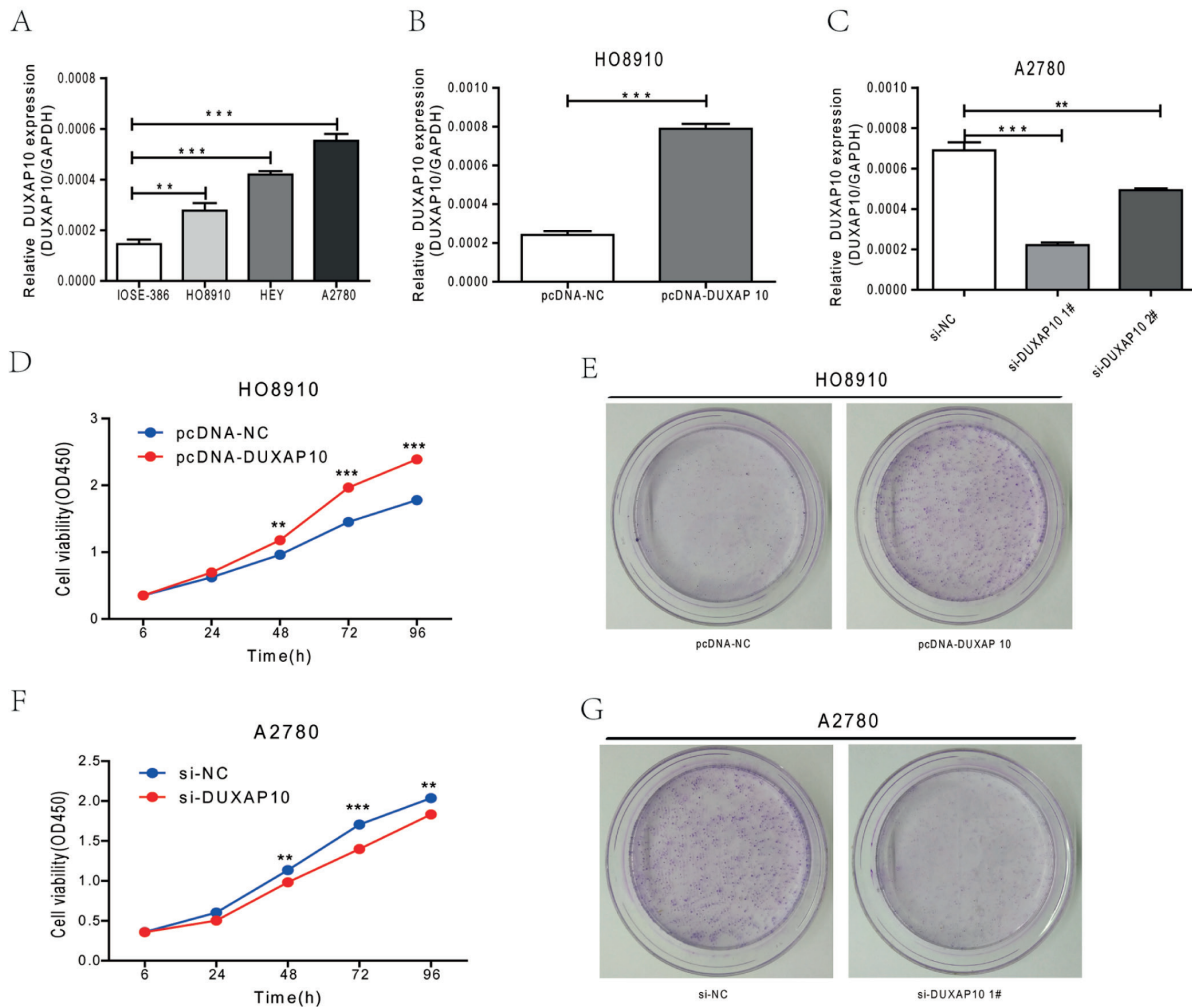 A
Relative DUXAP10 expression
(DUXAP10/GAPDH)
0.0008
0.0006
0.0004
0.0002
0.0000
***
***
**
IOSE-386 HO8910 HEY A2780
B
HO8910
Relative DUXAP10 expression
(DUXAP10/GAPDH)
0.0010
0.0008
0.0006
0.0004
0.0002
0.0000
***
pcDNA-NC pcDNA-DUXAP 10
C
A2780
Relative DUXAP10 expression
(DUXAP10/GAPDH)
0.0010
0.0008
0.0006
0.0004
0.0002
0.0000
**
***
si-NC
si-DUXAP10 1#
si-DUXAP10 2#
D
HO8910
Cell viability(OD450)
3
2
1
0
pcDNA-NC
pcDNA-DUXAP10
**
***
***
6 24 48 72 96
Time(h)
E
HO8910
pcDNA-NC pcDNA-DUXAP 10
F
A2780
Cell viability(OD450)
2.5
2.0
1.5
1.0
0.5
0.0
si-NC
si-DUXAP10
**
***
**
6 24 48 72 96
Time(h)
G
A2780
si-NC si-DUXAP10 1#